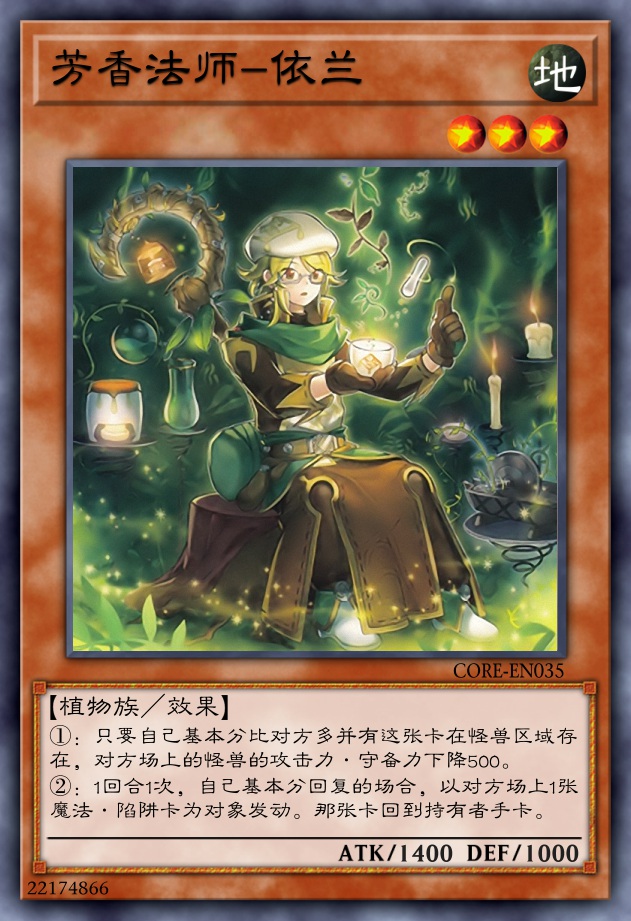 芳香法师-依兰
地
CORE-EN035
【植物族／效果】
①：只要自己基本分比对方多并有这张卡在怪兽区域存
在，对方场上的怪兽的攻击力·守备力下降500。
②：1回合1次，自己基本分回复的场合，以对方场上1张
魔法·陷阱卡为对象发动。那张卡回到持有者手卡。
ATK/1400 DEF/1000
22174866